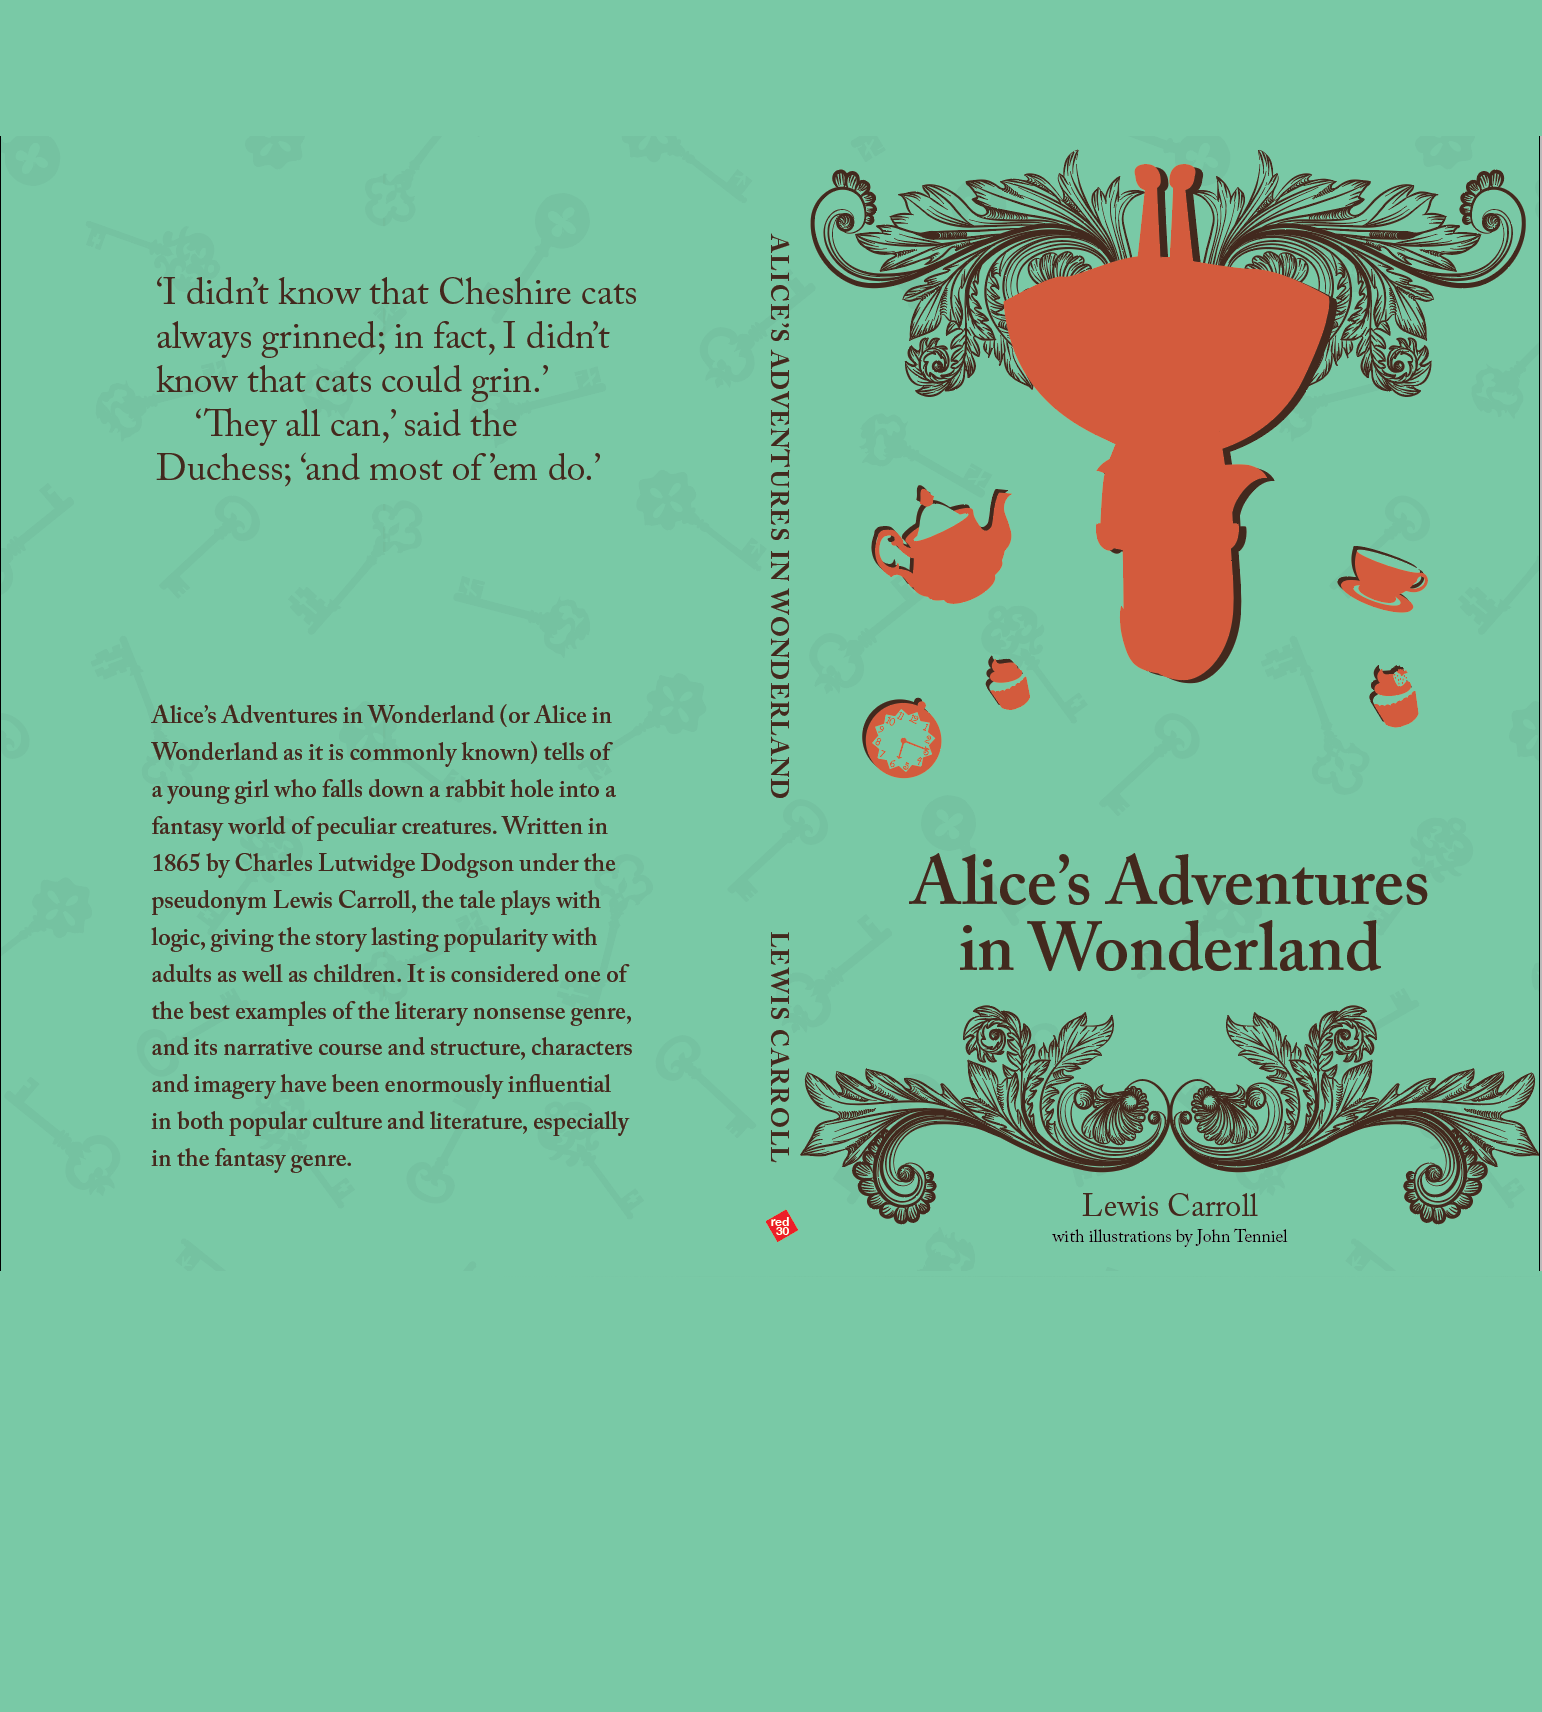 ‘I didn’t know that Cheshire cats
always grinned; in fact, I didn’t
know that cats could grin.’
‘They all can,’ said the
Duchess; ‘and most of ’em do.’
Alice’s Adventures in Wonderland (or Alice in
Wonderland as it is commonly known) tells of
a young girl who falls down a rabbit hole into a
fantasy world of peculiar creatures. Written in
1865 by Charles Lutwidge Dodgson under the
pseudonym Lewis Carroll, the tale plays with
logic, giving the story lasting popularity with
adults as well as children. It is considered one of
the best examples of the literary nonsense genre,
and its narrative course and structure, characters
and imagery have been enormously influential
in both popular culture and literature, especially
in the fantasy genre.
ALICE’S ADVENTURES IN WONDERLAND
LEWIS CARROLL
red
30
Alice’s Adventures
in Wonderland
Lewis Carroll
with illustrations by John Tenniel